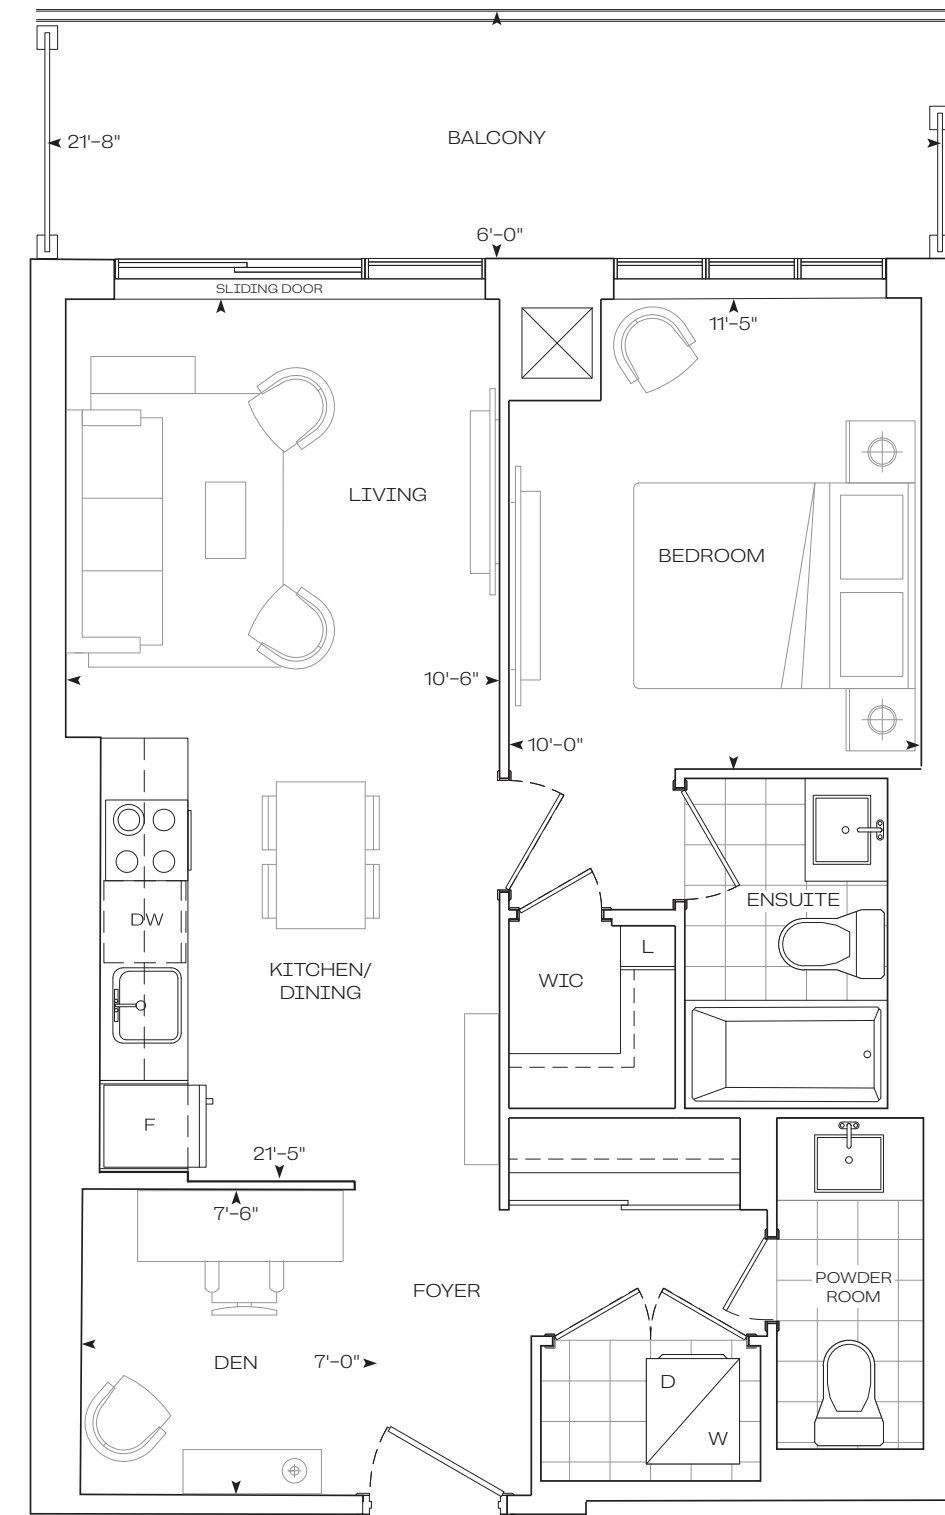 21'-8"
BALCONY
6'-0"
SLIDING DOOR
11'-5"
LIVING
BEDROOM
10'-6"
10'-0"
ENSUITE
DW
L
KITCHEN/
DINING
WIC
F
21'-5"
7'-6"
FOYER
POWDER
ROOM
DEN
7'-0"
D
W